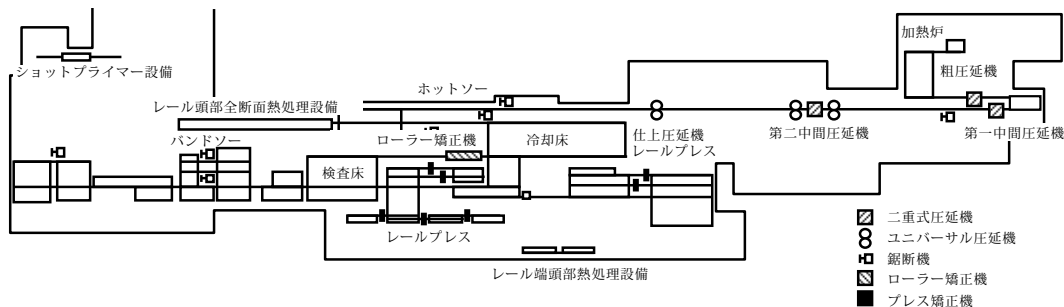 加熱炉
粗圧延機
ショットプライマー設備
ホットソー
レール頭部全断面熱処理設備
バンドソー
ローラー矯正機
冷却床
仕上圧延機
レールプレス
第二中間圧延機
第一中間圧延機
検査床
レールプレス
レール端頭部熱処理設備
二重式圧延機
ユニバーサル圧延機
鋸断機
ローラー矯正機
プレス矯正機